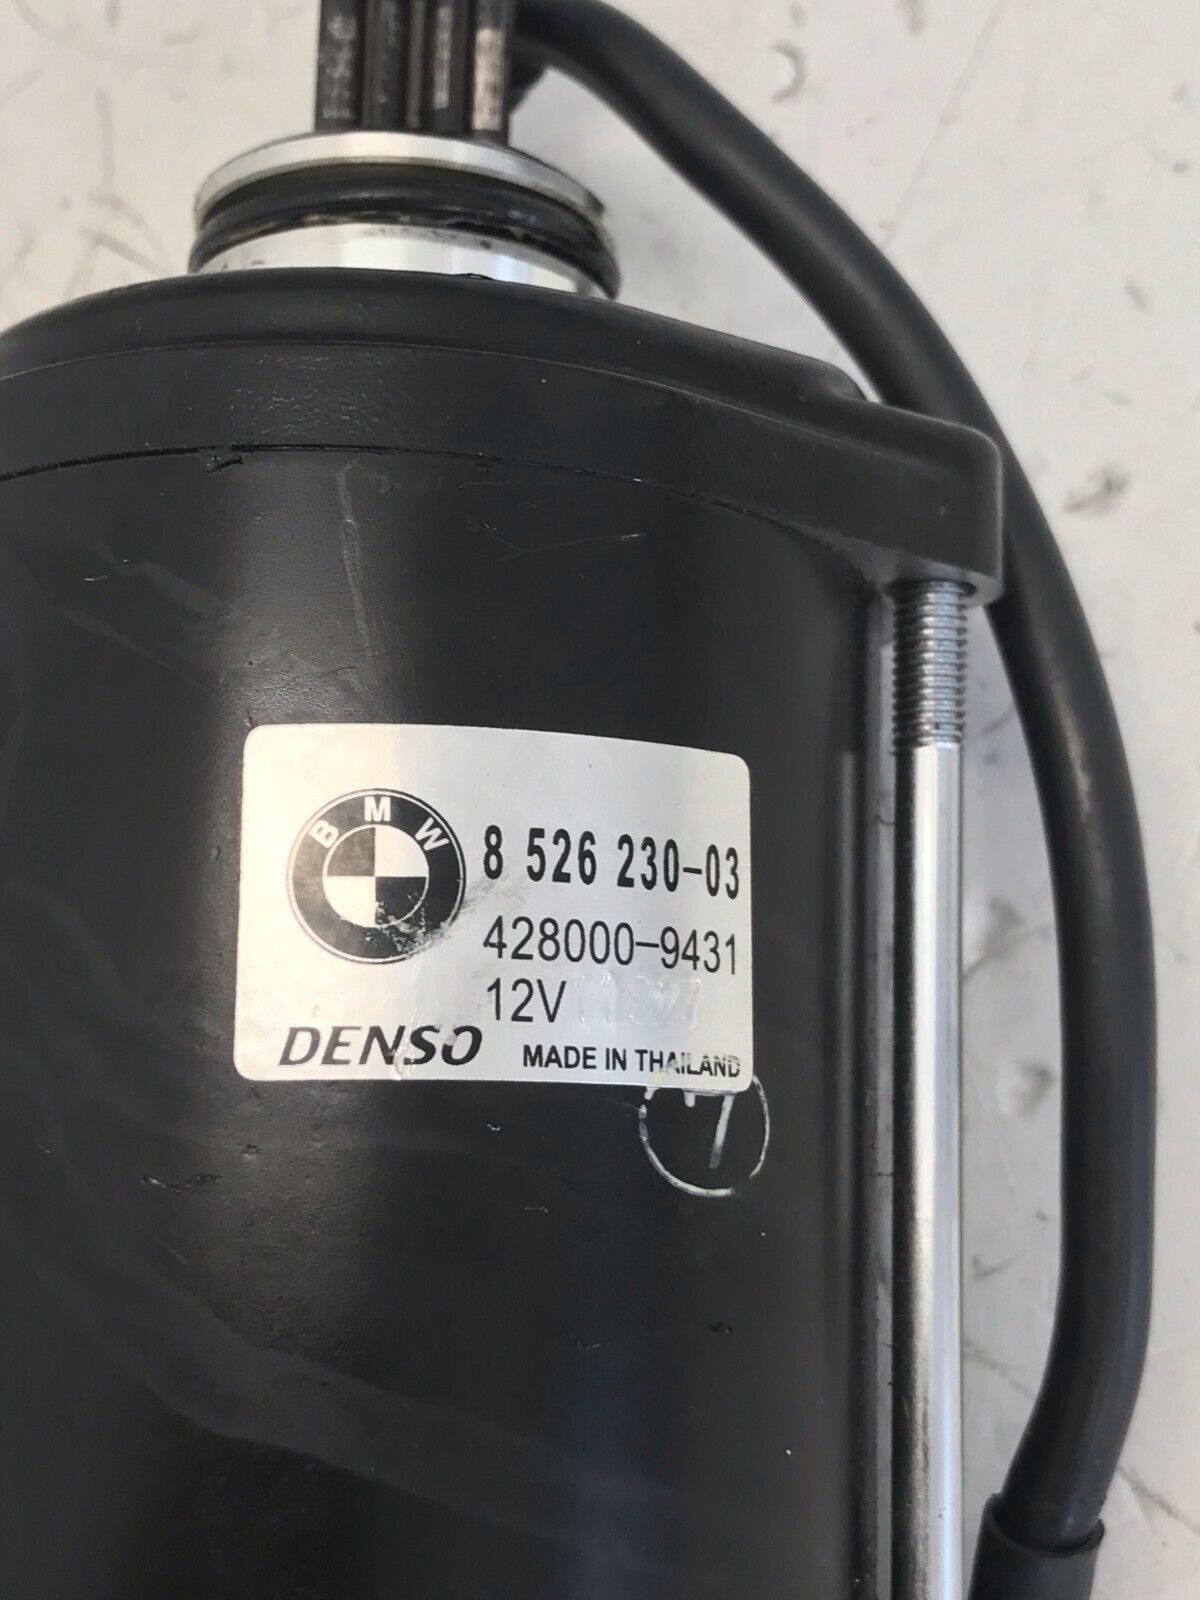 BMW
8 526 230-03
428000-9431
12V
DENSO
MADE IN THAILAND